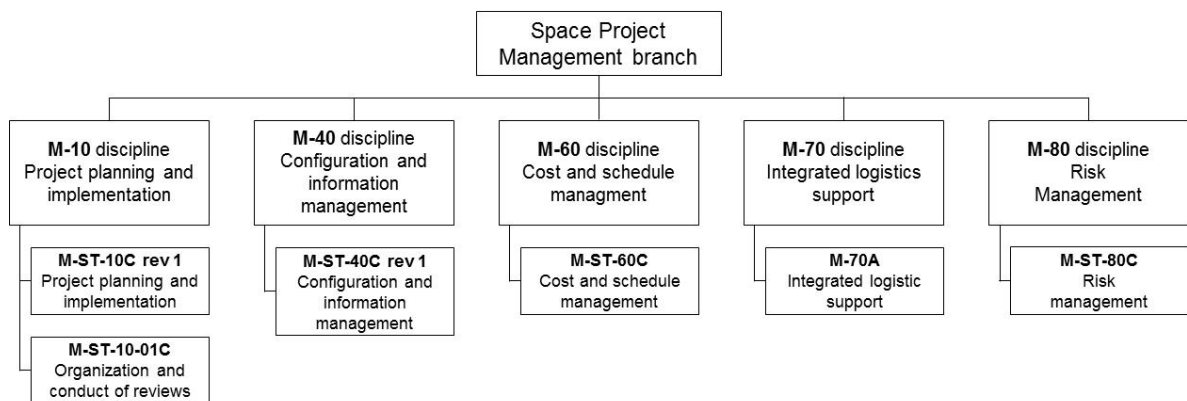 Space Project
Management branch
M-10 discipline
Project planning and
implementation
M-40 discipline
Configuration and
information
management
M-60 discipline
Cost and schedule
managment
M-70 discipline
Integrated logistics
support
M-80 discipline
Risk
Management
M-ST-10C rev 1
Project planning and
implementation
M-ST-40C rev 1
Configuration and
information
management
M-ST-60C
Cost and schedule
management
M-70A
Integrated logistic
support
M-ST-80C
Risk
management
M-ST-10-01C
Organization and
conduct of reviews